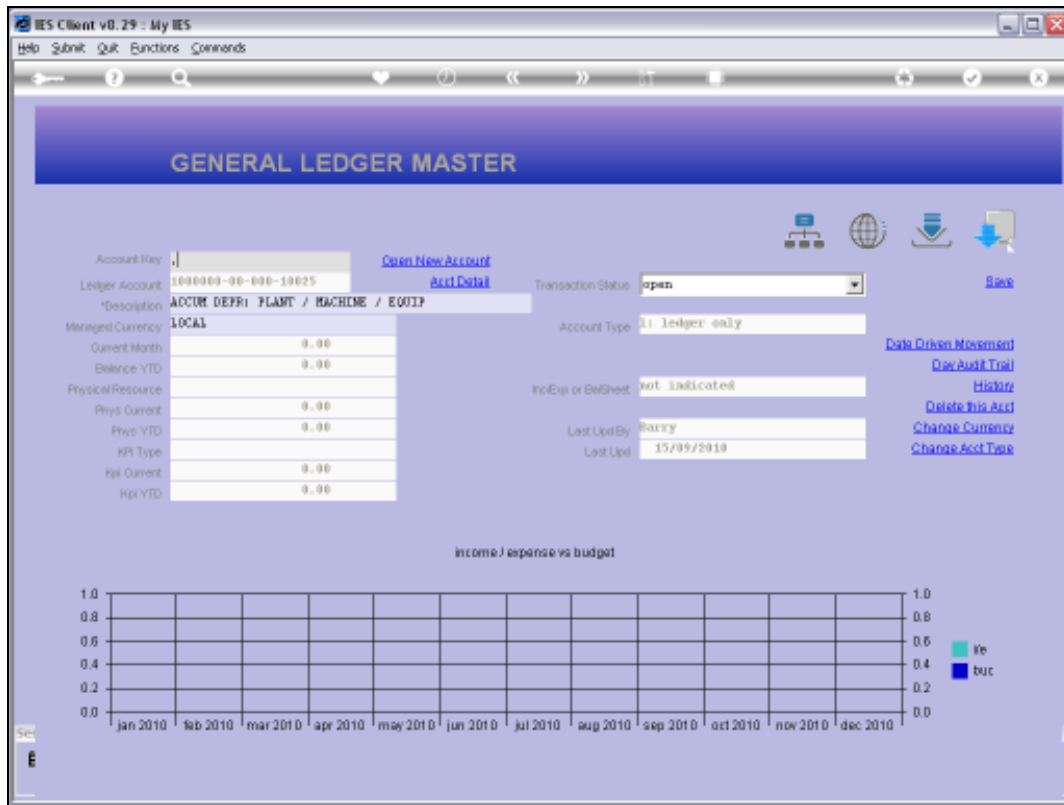 IES Client v8.29 : My IES
Help Submit Quit Functions Commands
GENERAL LEDGER MASTER
Account Key .
Open New Account
Ledger Account 1000000-00-000-10025
Acct Detail
Transaction Status open
Save
*Description ACCUM DEPR: PLANT / MACHINE / EQUIP
Managed Currency LOCAL
Account Type 1: ledger only
Current Month 0.00
Date Driven Movement
Balance YTD 0.00
Day Audit Trail
Physical Resource
Inc/Exp or BalSheet not indicated
History
Phys Current 0.00
Delete this Acct
Phys YTD 0.00
Last Upd By Barry
Change Currency
KPI Type
Last Upd 15/09/2010
Change Acct Type
Kpi Current 0.00
Kpi YTD 0.00
income / expense vs budget
1.0 1.0
0.8 0.8
0.6 0.6
0.4 0.4
0.2 0.2
0.0 0.0
i/e
buc
jan 2010 feb 2010 mar 2010 apr 2010 may 2010 jun 2010 jul 2010 aug 2010 sep 2010 oct 2010 nov 2010 dec 2010